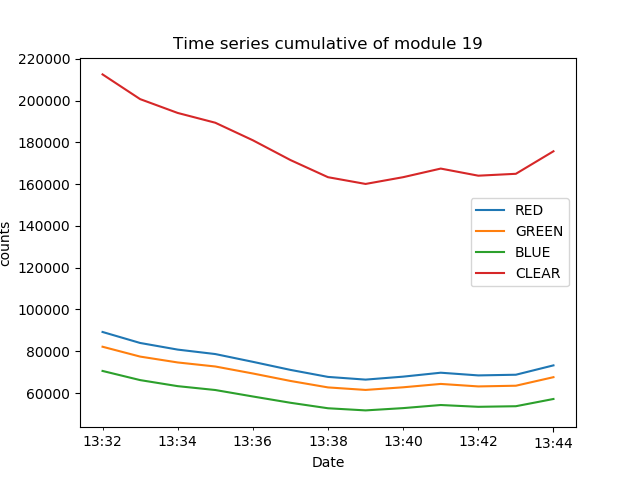 Time series cumulative of module 19
220000
200000
180000
160000
140000
120000
100000
80000
60000
counts
RED
GREEN
BLUE
CLEAR
13:32 13:34 13:36 13:38 13:40 13:42 13:44
Date